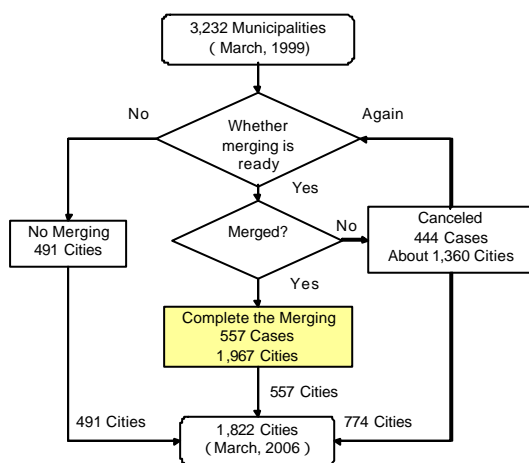 3,232 Municipalities
( March, 1999)
No
Again
Whether
merging is
ready
Yes
No Merging
491 Cities
Merged?
No
Canceled
444 Cases
About 1,360 Cities
Yes
Complete the Merging
557 Cases
1,967 Cities
557 Cities
491 Cities
774 Cities
1,822 Cities
(March, 2006)